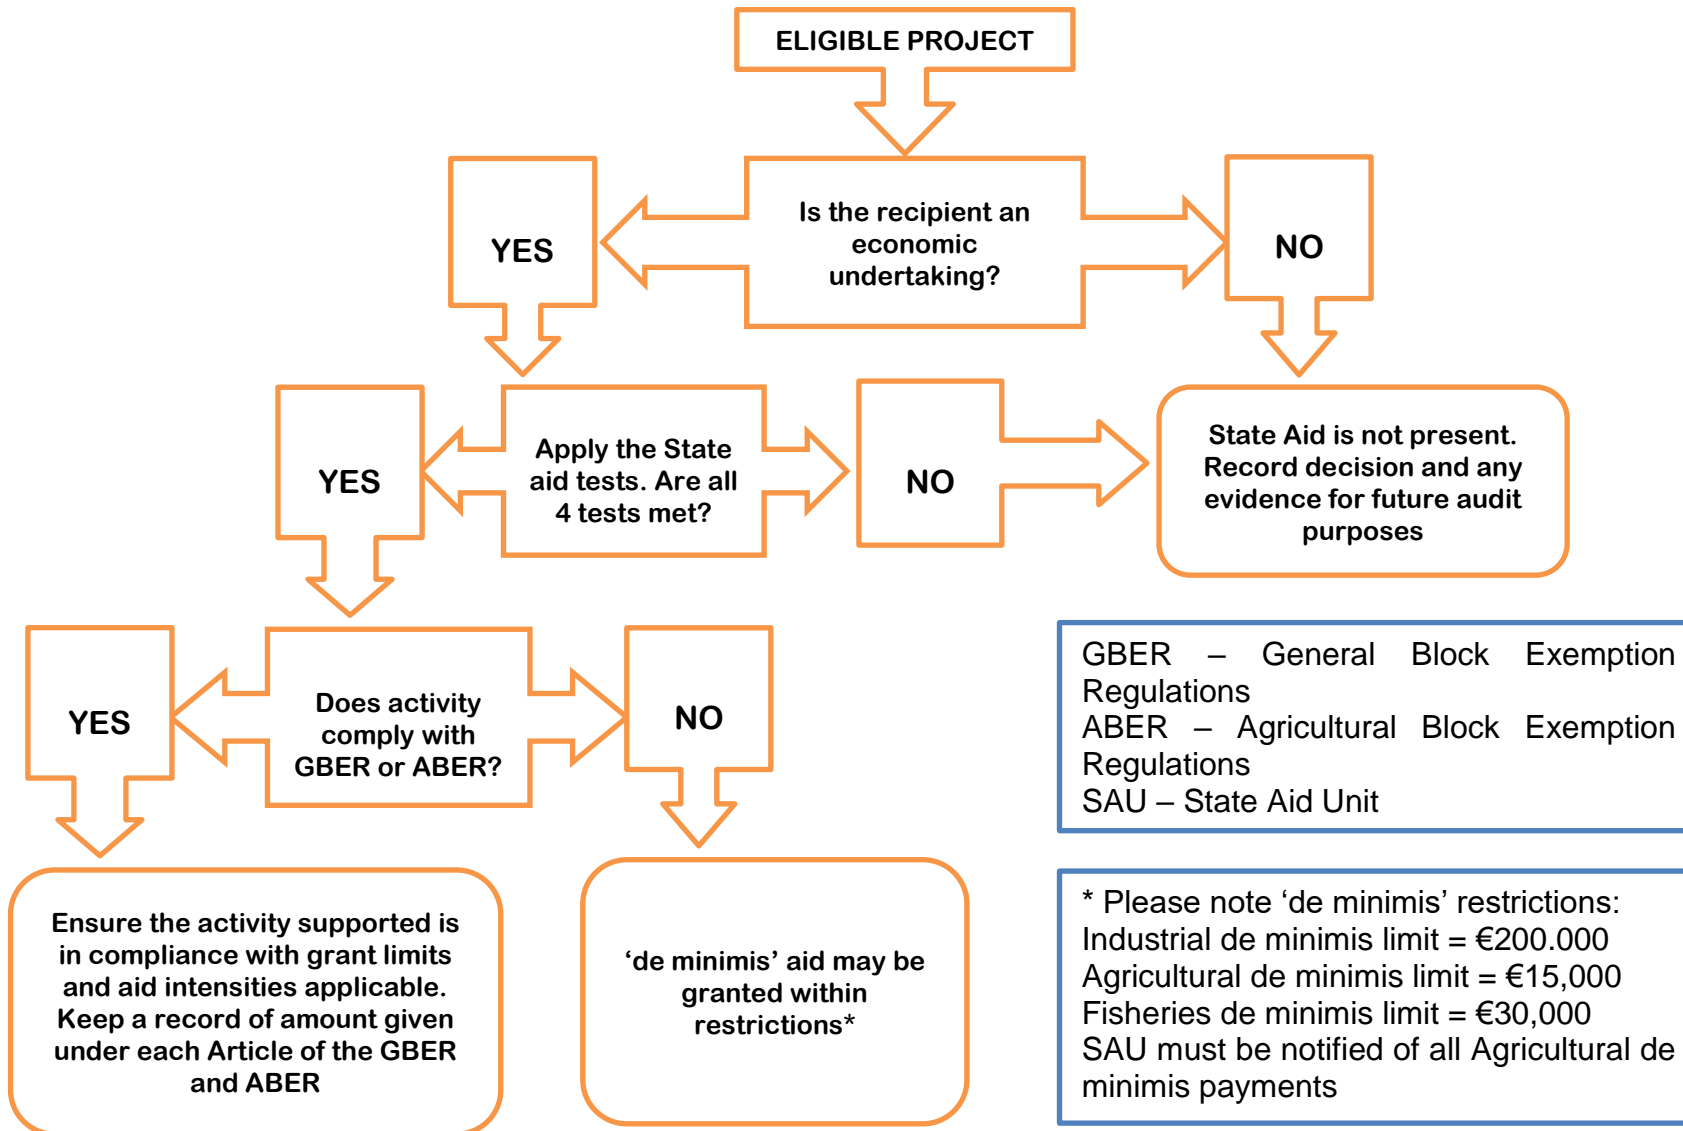 ELIGIBLE PROJECT
Is the recipient an
economic
undertaking?
YES
NO
Apply the State
aid tests. Are all
4 tests met?
YES
NO
State Aid is not present.
Record decision and any
evidence for future audit
purposes
Does activity
comply with
GBER or ABER?
YES
NO
Ensure the activity supported is
in compliance with grant limits
and aid intensities applicable.
Keep a record of amount given
under each Article of the GBER
and ABER
‘de minimis’ aid may be
granted within
restrictions*
GBER – General Block Exemption
Regulations
ABER – Agricultural Block Exemption
Regulations
SAU – State Aid Unit
* Please note ‘de minimis’ restrictions:
Industrial de minimis limit = €200.000
Agricultural de minimis limit = €15,000
Fisheries de minimis limit = €30,000
SAU must be notified of all Agricultural de
minimis payments